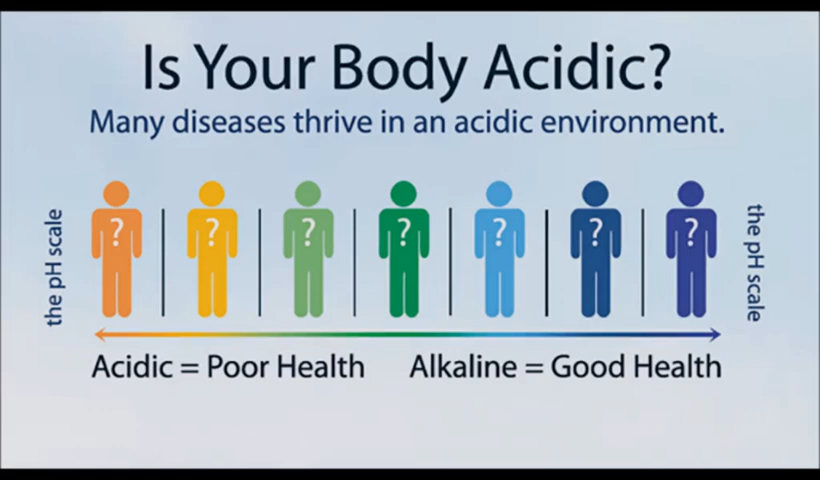 Is Your Body Acidic?
Many diseases thrive in an acidic environment.
the pH scale
? ? ? ? ? ? ?
the pH scale
Acidic = Poor Health
Alkaline = Good Health